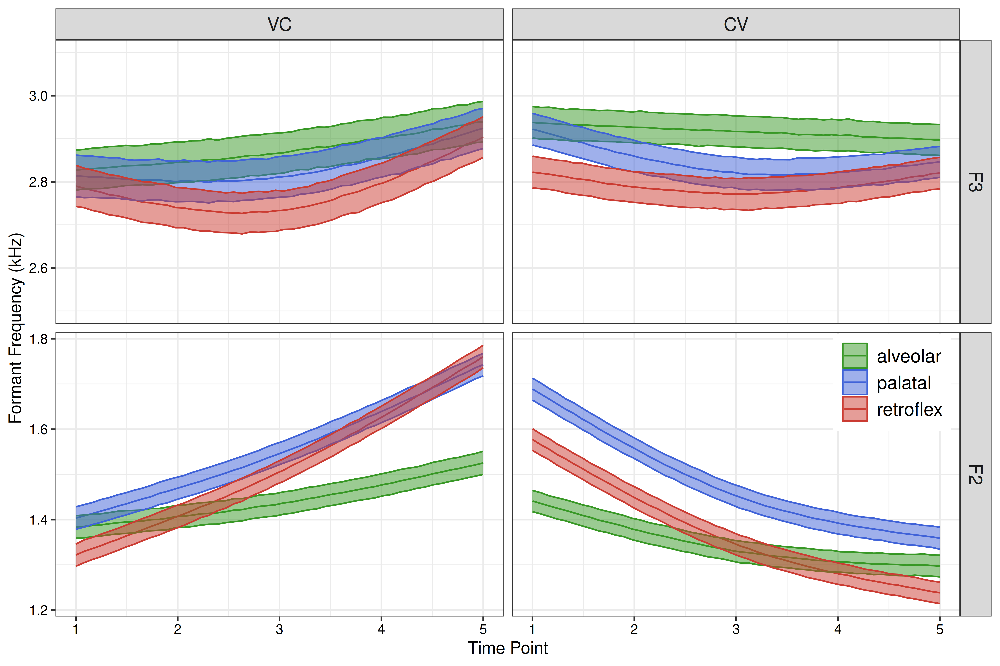 VC
CV
3.0
2.8
2.6
F3
Formant Frequency (kHz)
1.8
1.6
1.4
1.2
alveolar
palatal
retroflex
F2
1 2 3 4 5
1 2 3 4 5
Time Point